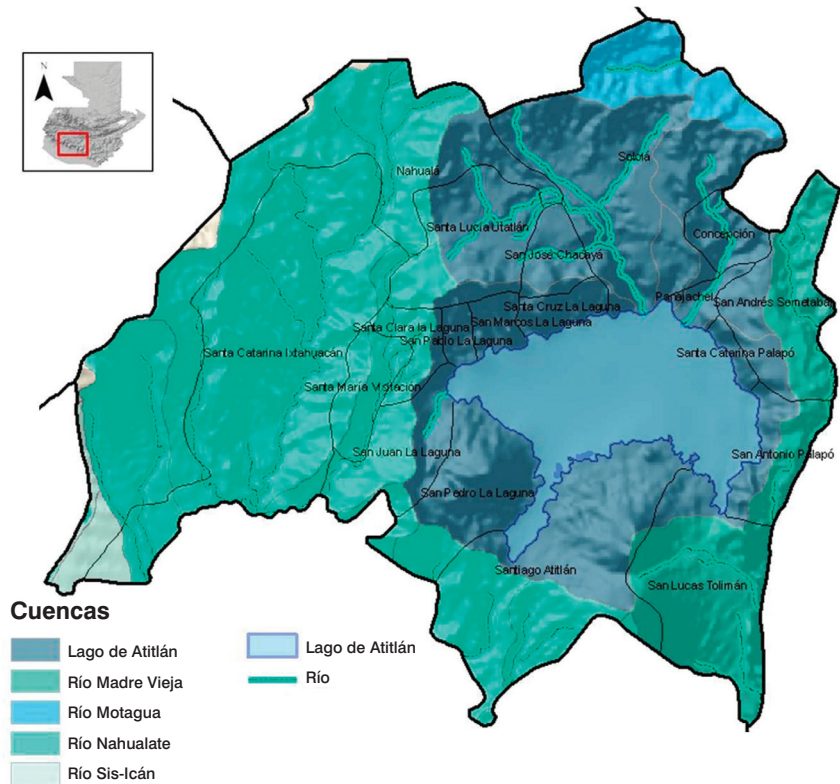 N
Nahualá
Sololá
Santa Lucía Utatlán
Concepción
San José Chacayá
Panajachel
San Andrés Semetabaj
Santa Cruz La Laguna
San Marcos La Laguna
Santa Clara la Laguna
San Pablo La Laguna
Santa Catarina Ixtahuacán
Santa Catarina Palapó
Santa María Visitación
San Juan La Laguna
San Antonio Palapó
San Pedro La Laguna
Santiago Atitlán
San Lucas Tolimán
Cuencas
Lago de Atitlán
Río Madre Vieja
Río Motagua
Río Nahualate
Río Sis-Icán
Lago de Atitlán
Río